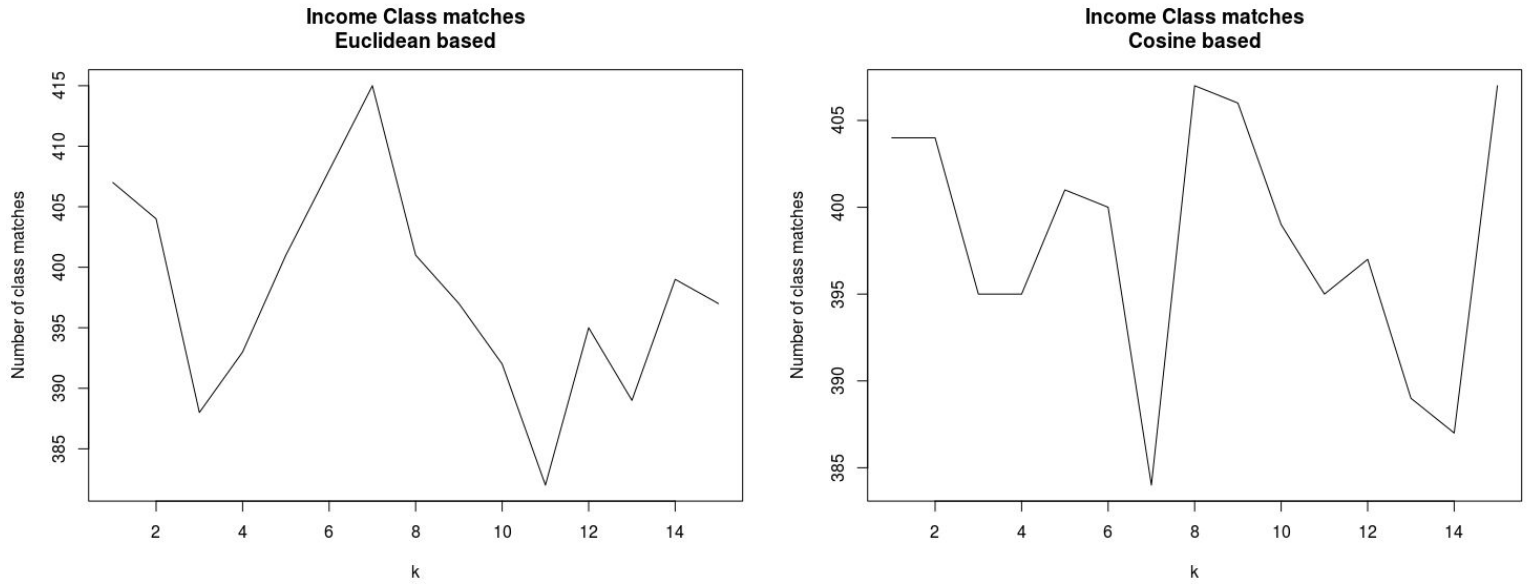 Income Class matches
Euclidean based
Number of class matches
415
410
405
400
395
390
385
2 4 6 8 10 12 14
k
Income Class matches
Cosine based
Number of class matches
405
400
395
390
385
2 4 6 8 10 12 14
k